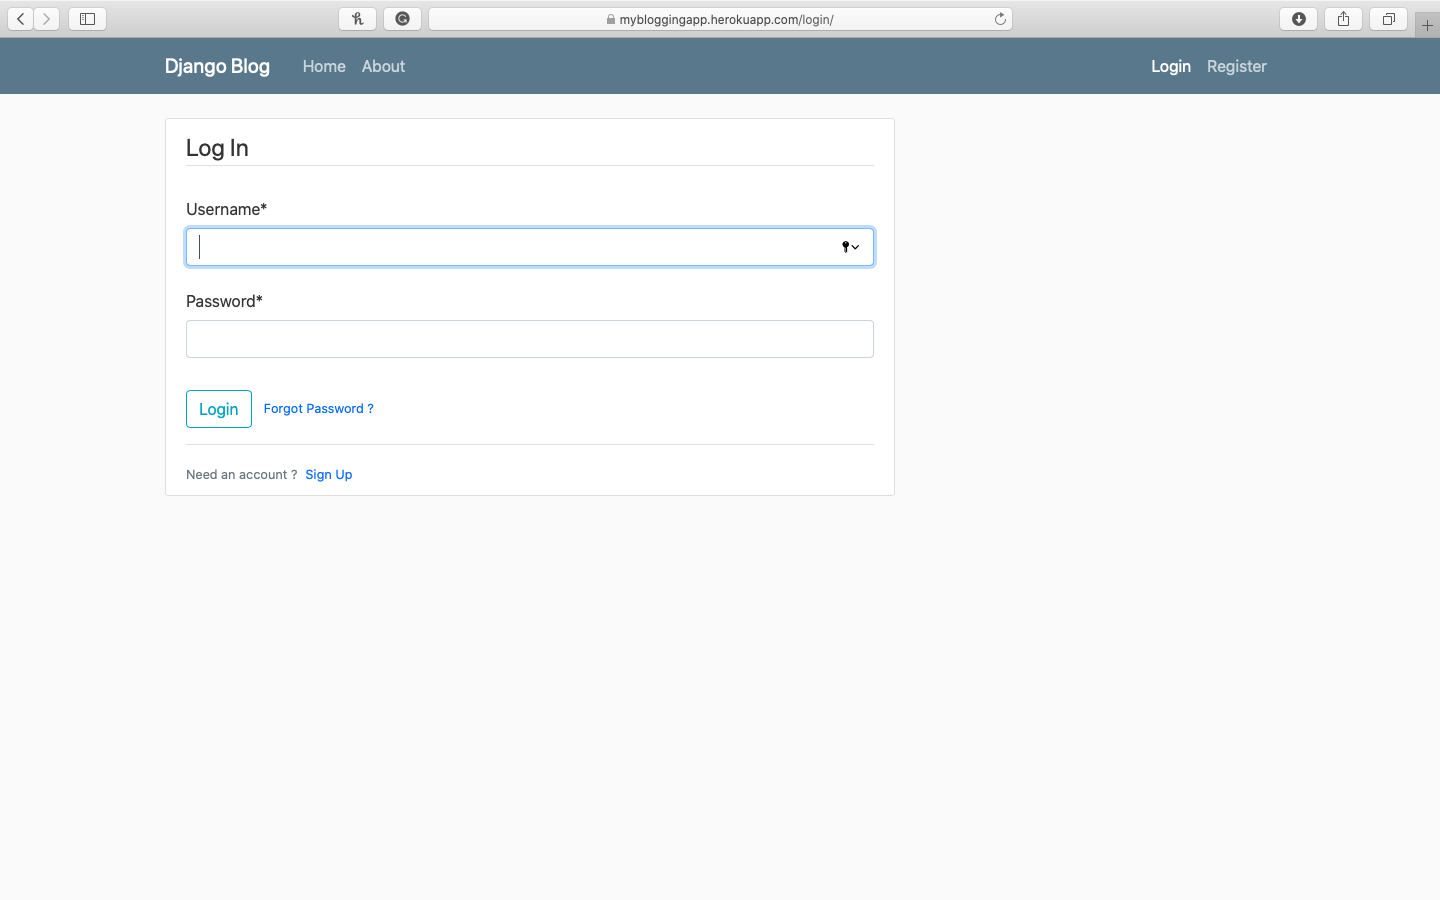 mybloggingapp.herokuapp.com/login/
Django Blog Home About Login Register
Log In
Username*
Password*
Login Forgot Password ?
Need an account ? Sign Up